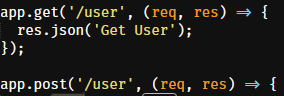 app.get('/user', (req, res) => {
  res.json('Get User');
});

app.post('/user', (req, res) => {